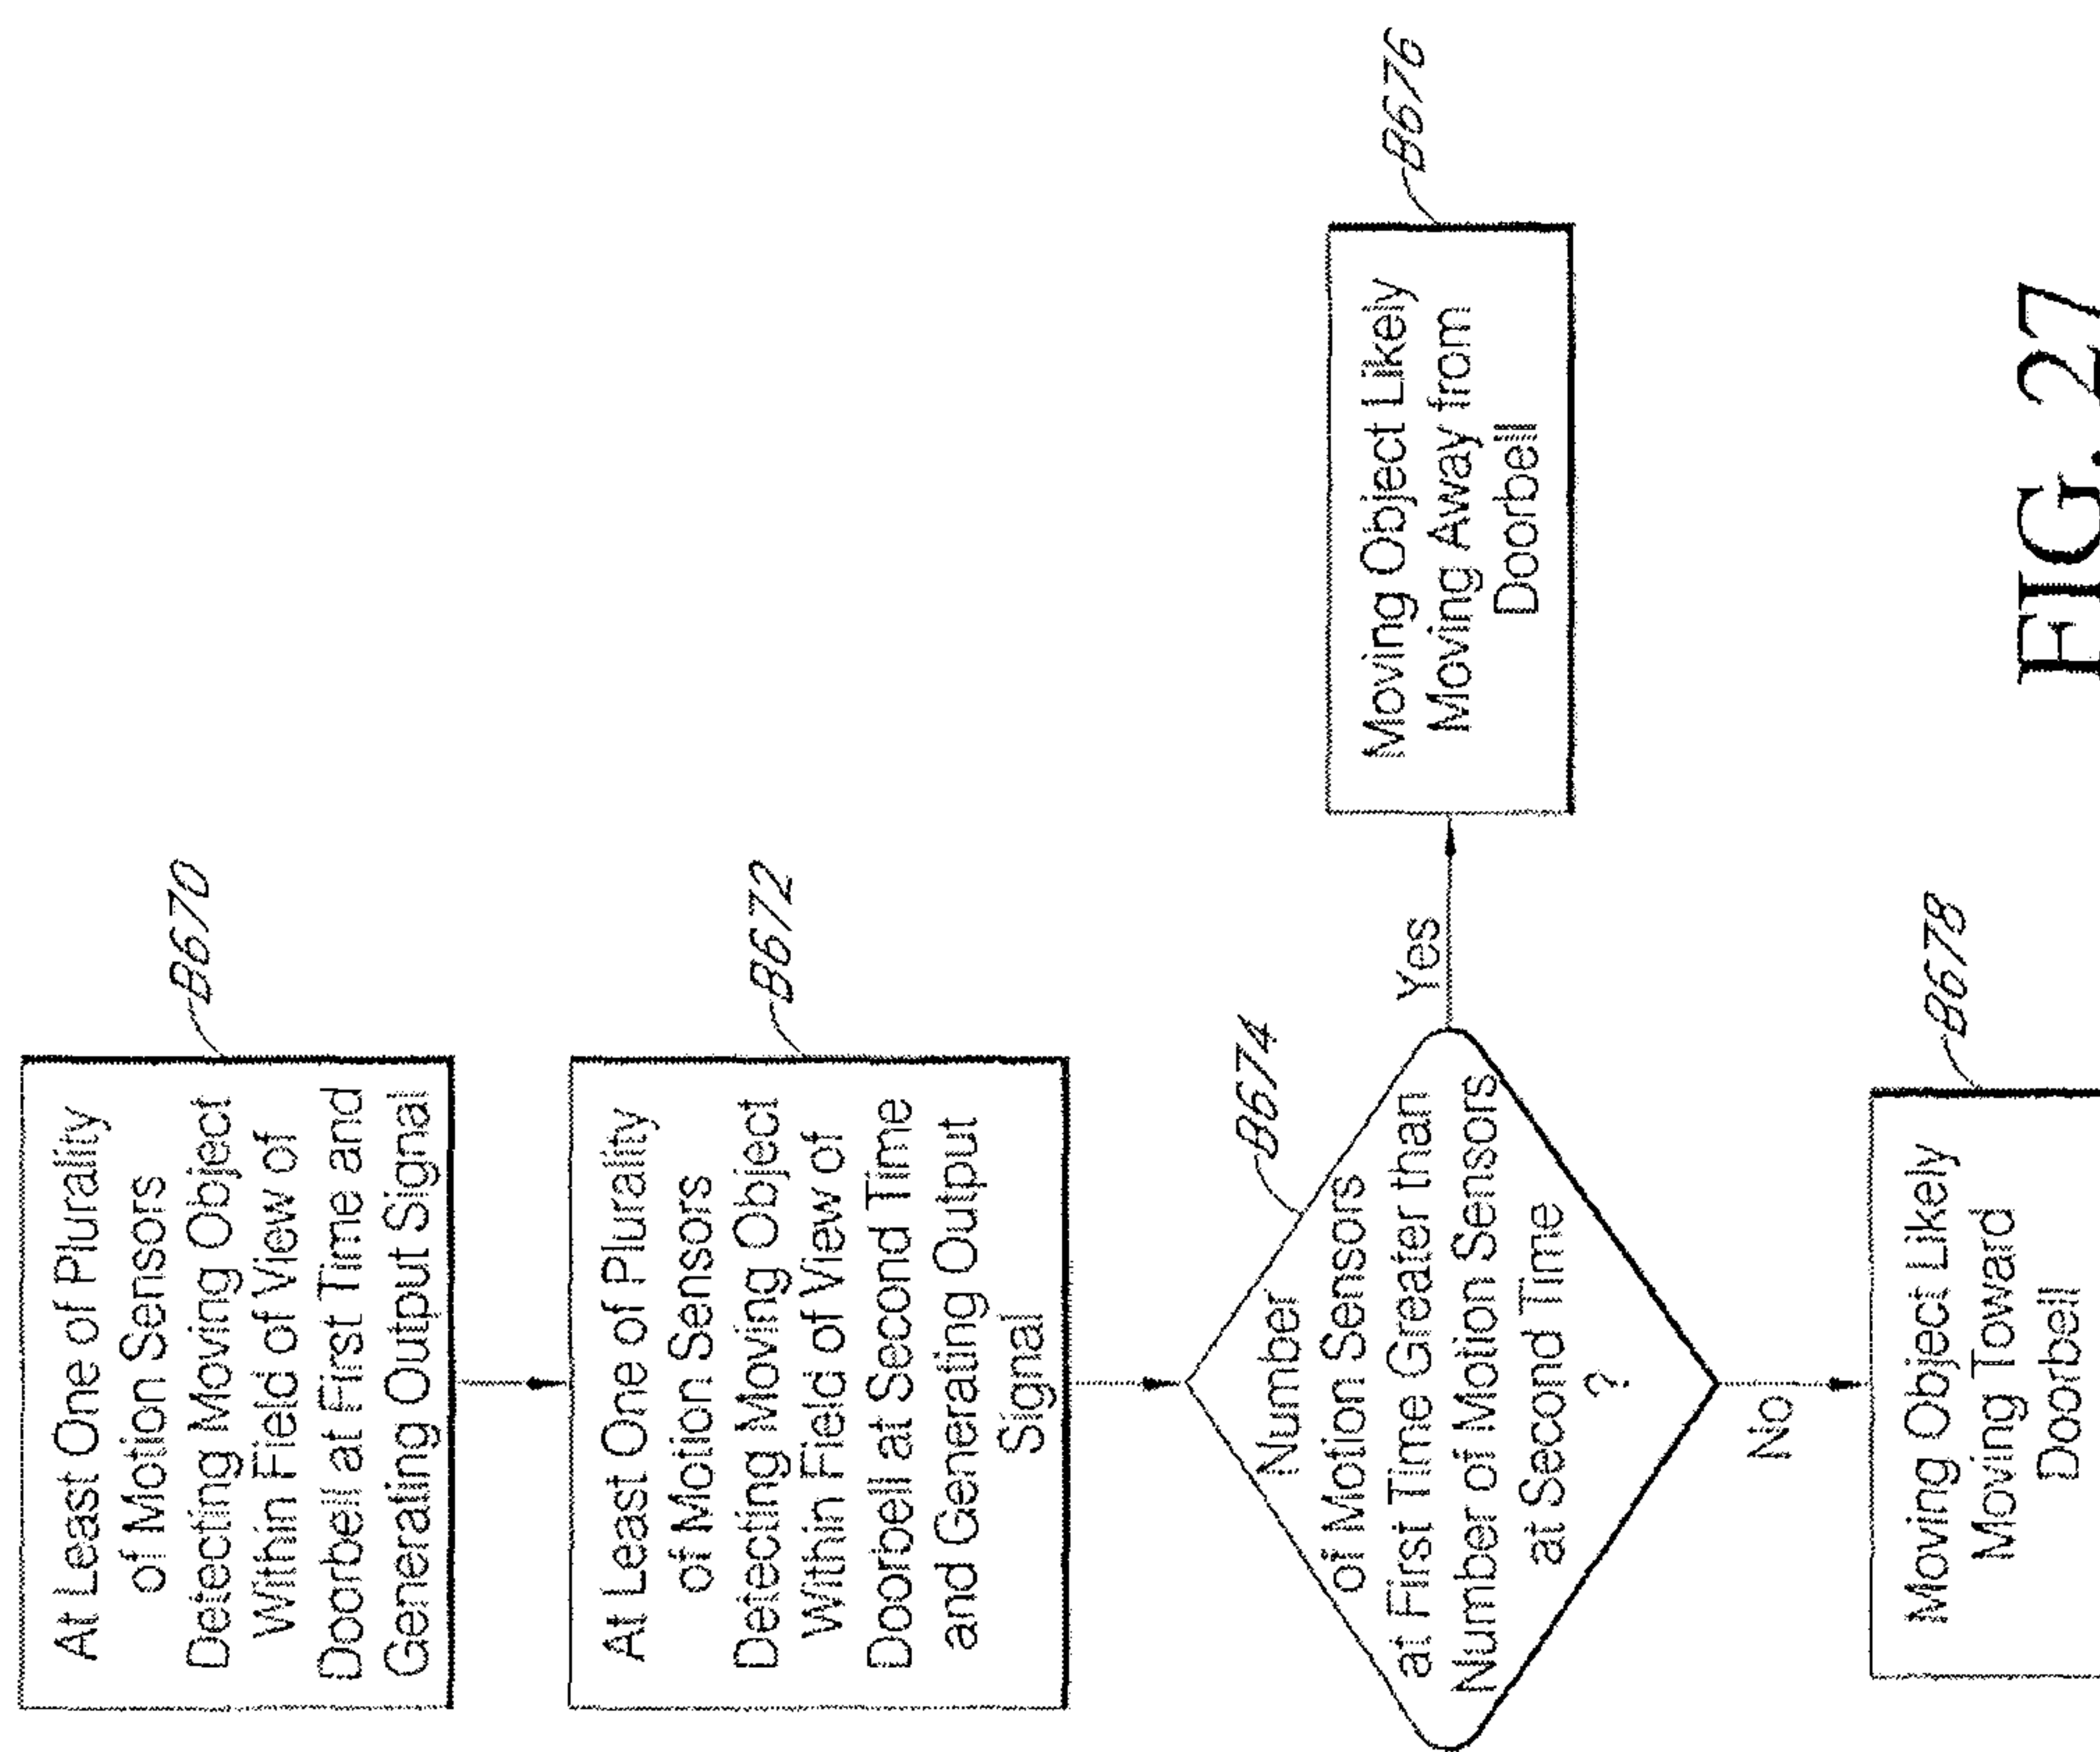 At Least One of Plurality
of Motion Sensors
Detecting Moving Object
Within Field of View of
Doorbell at First Time and
Generating Output Signal
B670
At Least One of Plurality
of Motion Sensors
Detecting Moving Object
Within Field of View of
Doorbell at Second Time
and Generating Output
Signal
B672
Number
of Motion Sensors
at First Time Greater than
Number of Motion Sensors
at Second Time
?
B674
Yes
Moving Object Likely
Moving Away from
Doorbell
B676
No
Moving Object Likely
Moving Toward
Doorbell
B678
FIG. 27